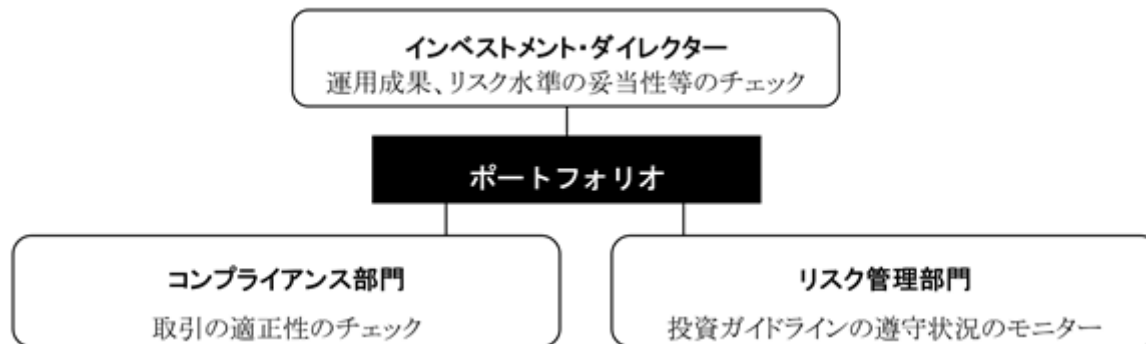 インベストメント・ダイレクター
運用成果、リスク水準の妥当性等のチェック
ポートフォリオ
コンプライアンス部門
取引の適正性のチェック
リスク管理部門
投資ガイドラインの遵守状況のモニター